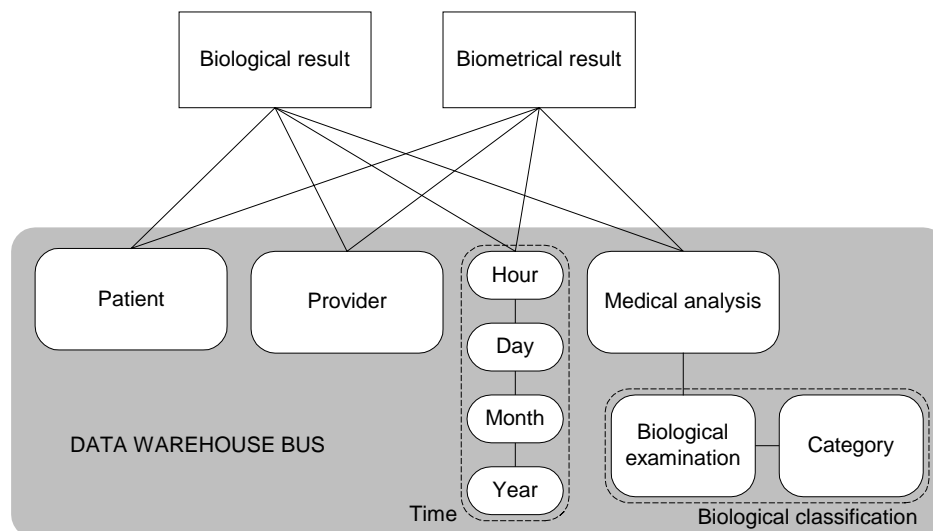 Biological result
Biometrical result
Patient
Provider
Hour
Medical analysis
Day
Month
Biological
examination
Category
DATA WAREHOUSE BUS
Year
Time
Biological classification